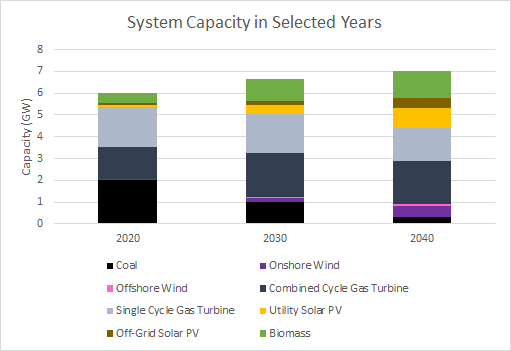 System Capacity in Selected Years
Capacity (GW)
8
7
6
5
4
3
2
1
0
2020 2030 2040
Coal Onshore Wind
Offshore Wind Combined Cycle Gas Turbine
Single Cycle Gas Turbine Utility Solar PV
Off-Grid Solar PV Biomass